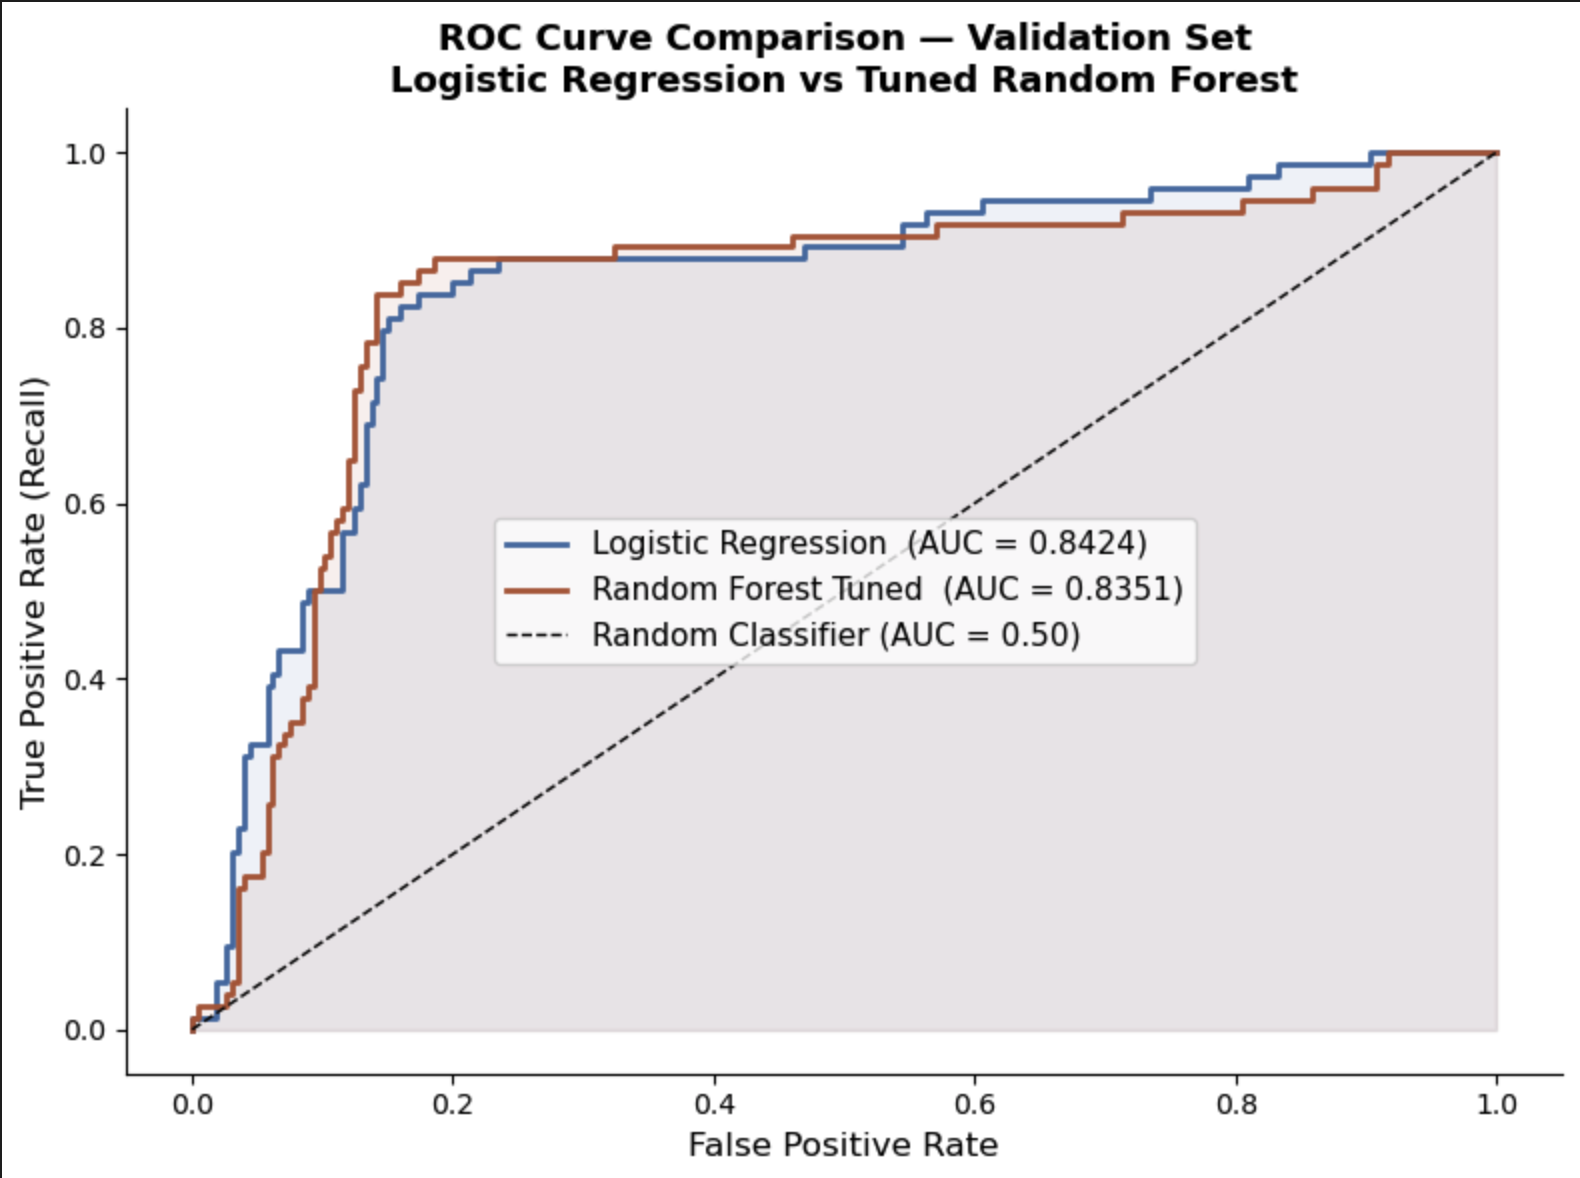 ROC Curve Comparison — Validation Set
Logistic Regression vs Tuned Random Forest
True Positive Rate (Recall)
1.0
0.8
0.6
0.4
0.2
0.0
Logistic Regression (AUC = 0.8424)
Random Forest Tuned (AUC = 0.8351)
Random Classifier (AUC = 0.50)
0.0 0.2 0.4 0.6 0.8 1.0
False Positive Rate